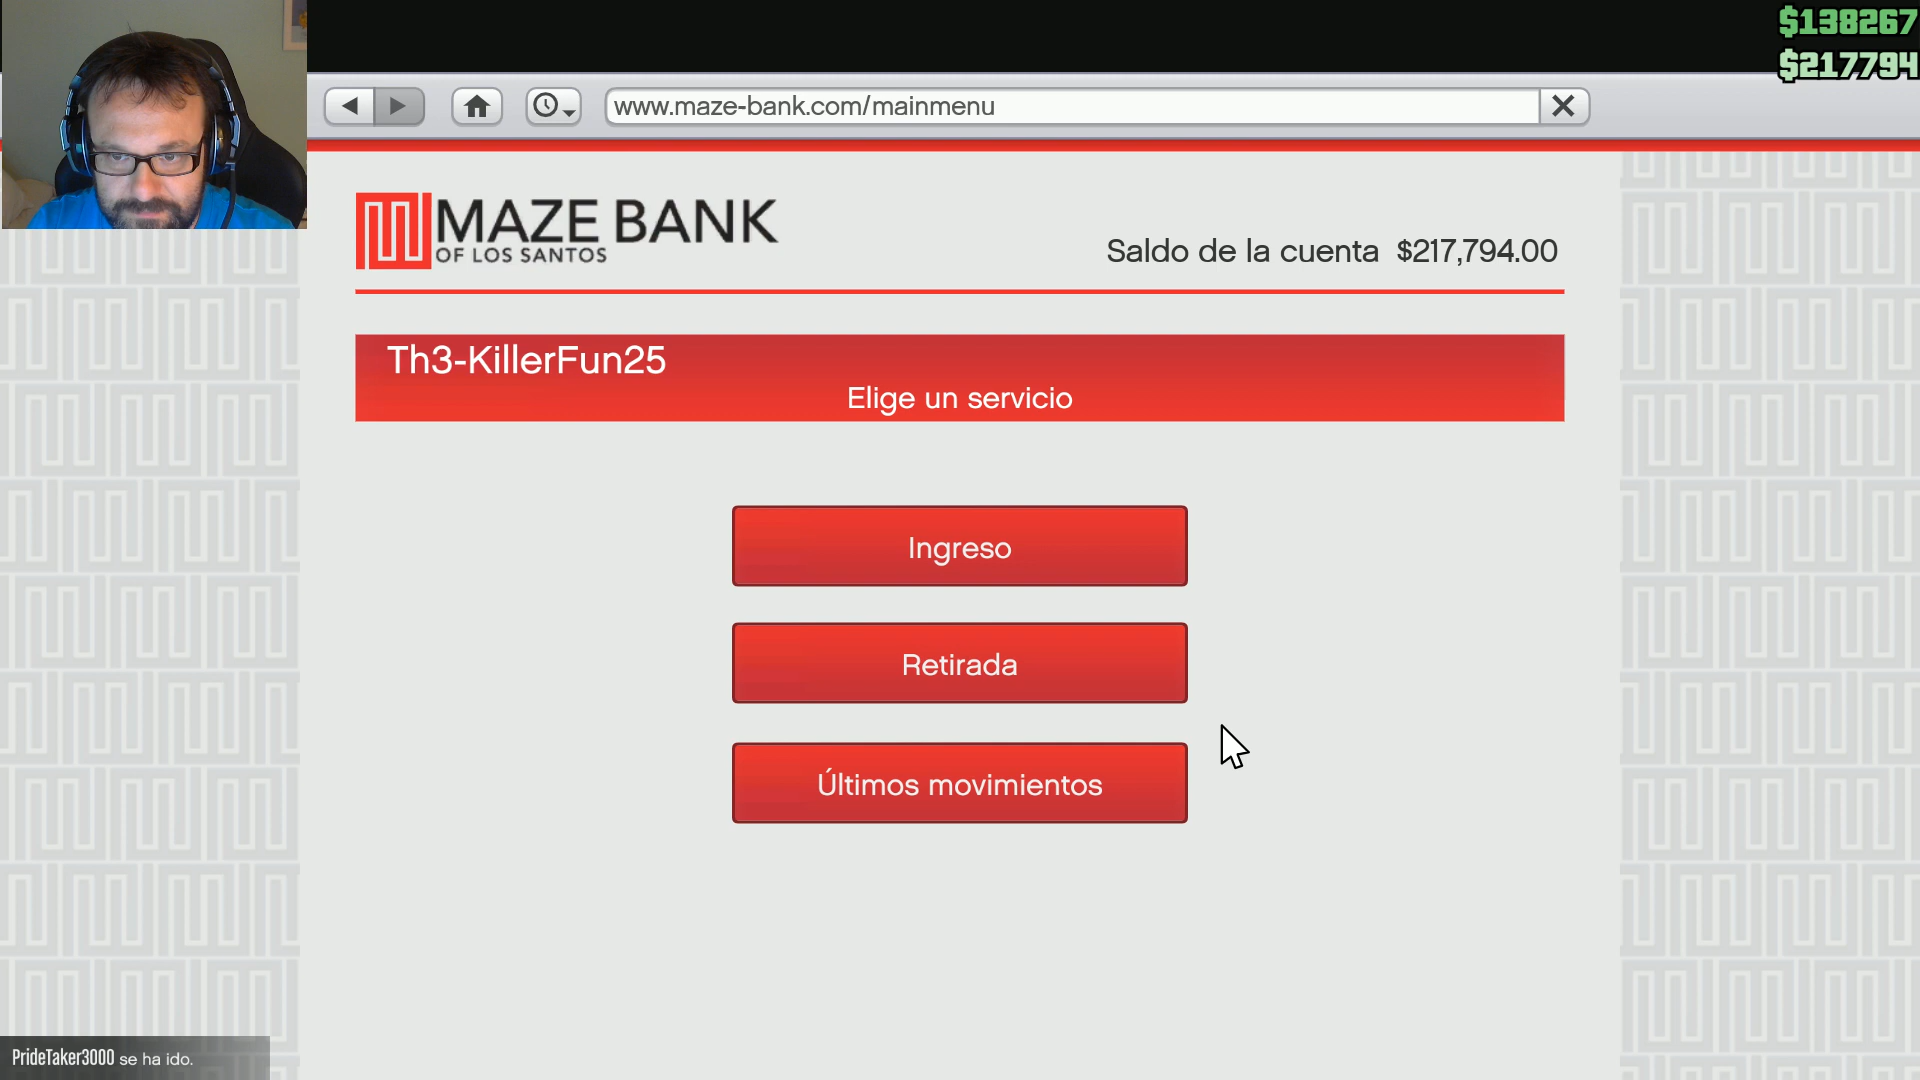 $138267
$217794
www.maze-bank.com/mainmenu
MAZE BANK
OF LOS SANTOS
Saldo de la cuenta $217,794.00
Th3-KillerFun25
Elige un servicio
Ingreso
Retirada
Últimos movimientos
PrideTaker3000 se ha ido.